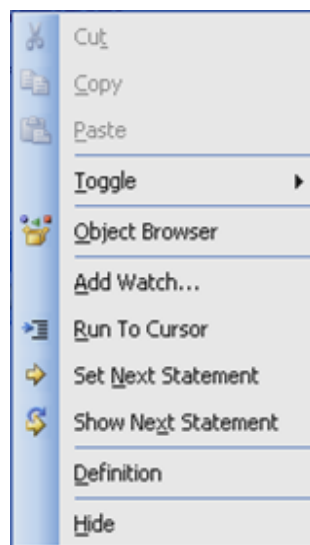 Cut
Copy
Paste
Toggle
Object Browser
Add Watch...
Run To Cursor
Set Next Statement
Show Next Statement
Definition
Hide